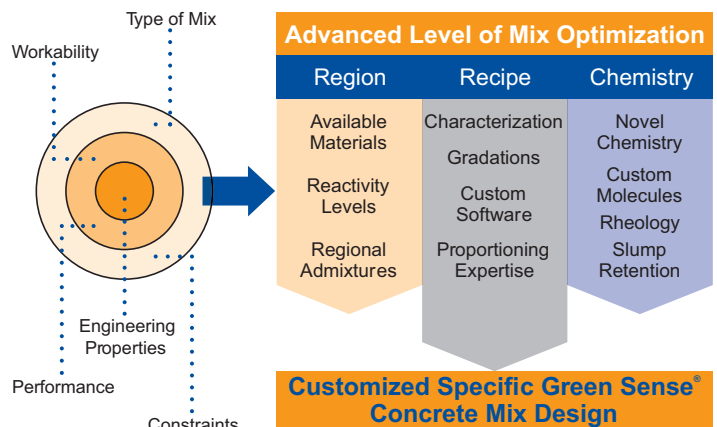 Type of Mix
Workability
Engineering
Properties
Performance
Constraints
Advanced Level of Mix Optimization
Region
Recipe
Chemistry
Available
Materials
Reactivity
Levels
Regional
Admixtures
Characterization
Gradations
Custom
Software
Proportioning
Expertise
Novel
Chemistry
Custom
Molecules
Rheology
Slump
Retention
Customized Specific Green Sense®
Concrete Mix Design